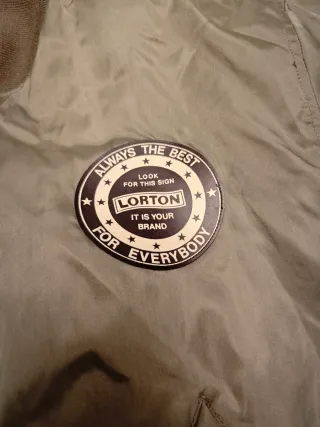 ALWAYS THE BEST
LOOK
FOR THIS SIGN
LORTON
IT IS YOUR
BRAND
FOR EVERYBODY